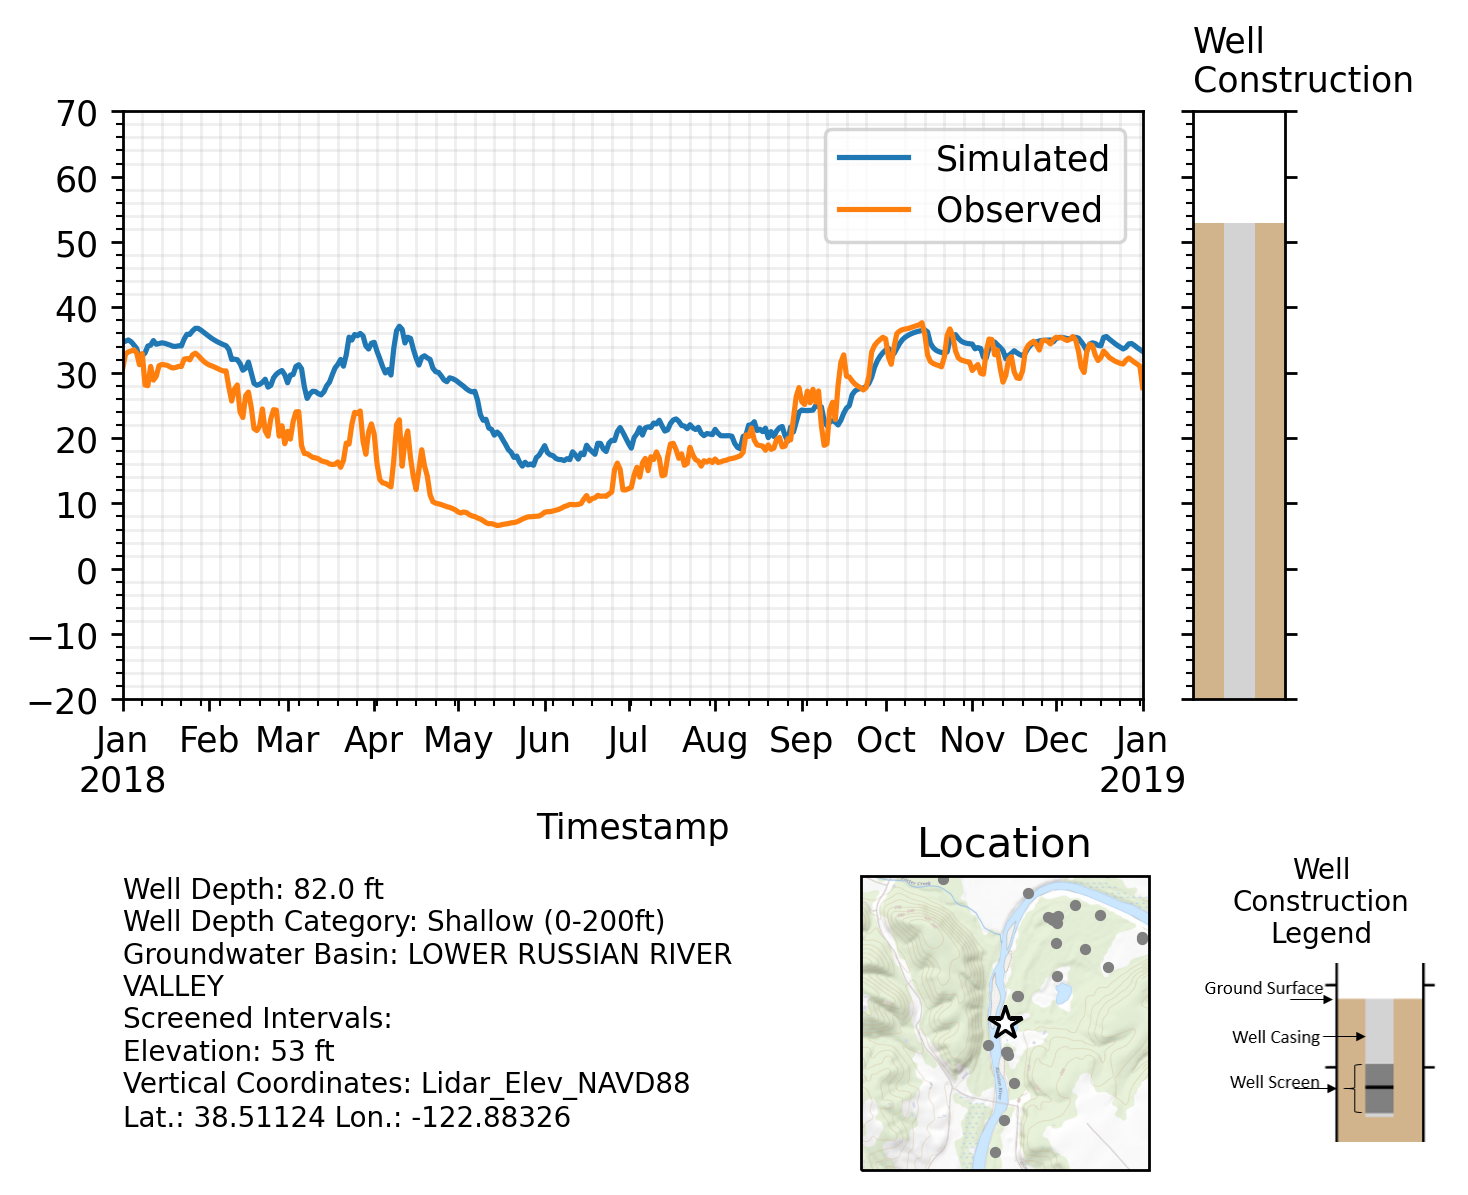 Well
Construction
70
60
50
40
30
20
10
0
−10
−20
Simulated
Observed
Jan Feb Mar Apr May Jun Jul Aug Sep Oct Nov Dec Jan
2018 2019
Timestamp
Well Depth: 82.0 ft
Well Depth Category: Shallow (0-200ft)
Groundwater Basin: LOWER RUSSIAN RIVER
VALLEY
Screened Intervals:
Elevation: 53 ft
Vertical Coordinates: Lidar_Elev_NAVD88
Lat.: 38.51124 Lon.: -122.88326
Location
Well
Construction
Legend
Ground Surface
Well Casing
Well Screen